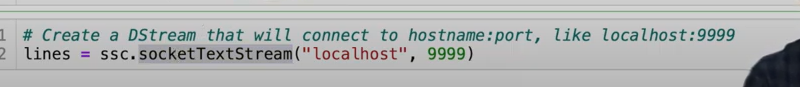 1 # Create a DStream that will connect to hostname:port, like localhost:9999
2 lines = ssc.socketTextStream("localhost", 9999)